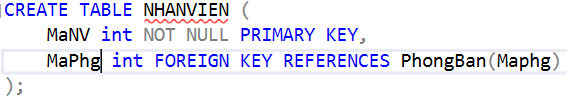 CREATE TABLE NHANVIEN (
    MaNV int NOT NULL PRIMARY KEY,
    MaPhg int FOREIGN KEY REFERENCES PhongBan(Maphg)
);